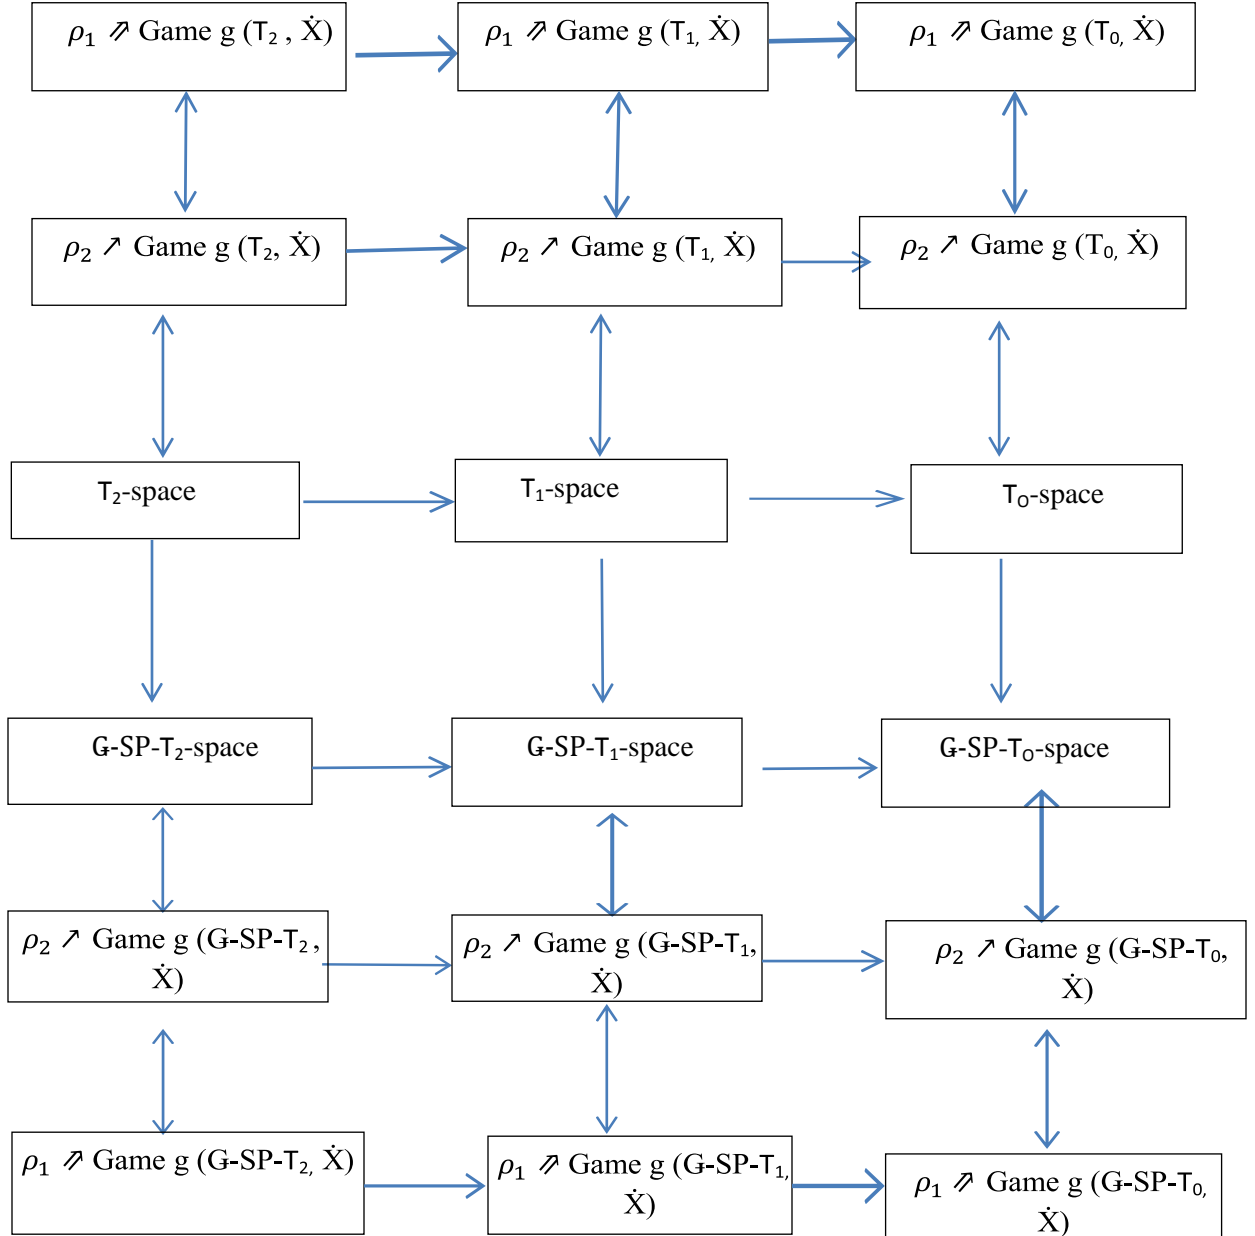 ρ₁ ⇗ Game g (T₂ , Ẋ)
ρ₁ ⇗ Game g (T₁, Ẋ)
ρ₁ ⇗ Game g (T₀, Ẋ)
ρ₂ ↗ Game g (T₂, Ẋ)
ρ₂ ↗ Game g (T₁, Ẋ)
ρ₂ ↗ Game g (T₀, Ẋ)
T₂-space
T₁-space
T₀-space
Ǥ-SP-T₂-space
Ǥ-SP-T₁-space
Ǥ-SP-T₀-space
ρ₂ ↗ Game g (Ǥ-SP-T₂ ,
Ẋ)
ρ₂ ↗ Game g (Ǥ-SP-T₁,
Ẋ)
ρ₂ ↗ Game g (Ǥ-SP-T₀,
Ẋ)
ρ₁ ⇗ Game g (Ǥ-SP-T₂, Ẋ)
ρ₁ ⇗ Game g (Ǥ-SP-T₁,
Ẋ)
ρ₁ ⇗ Game g (Ǥ-SP-T₀,
Ẋ)